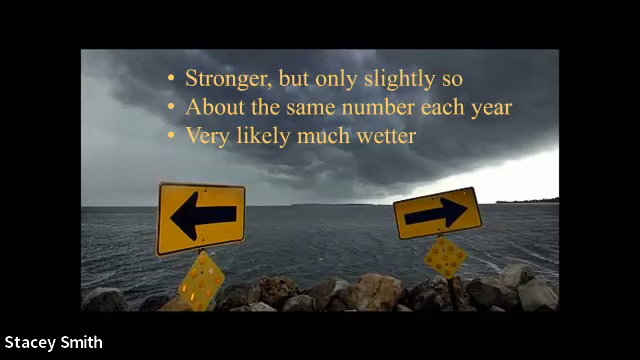 • Stronger, but only slightly so
• About the same number each year
• Very likely much wetter
Stacey Smith